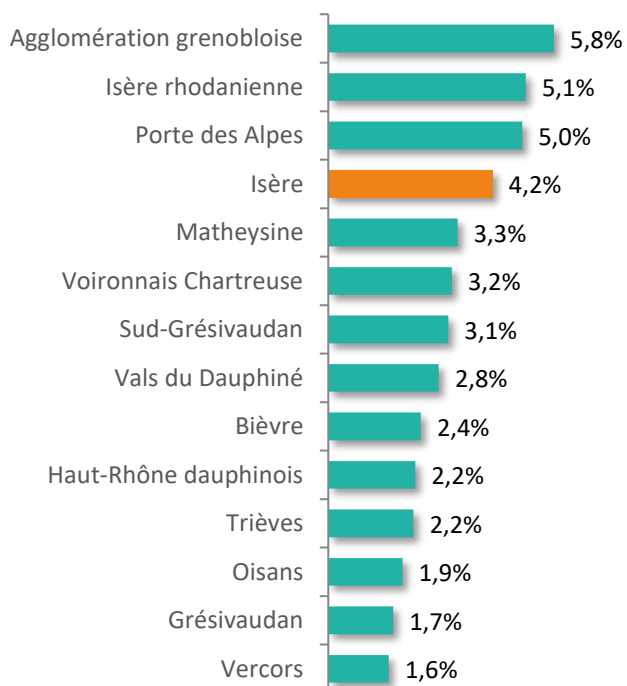 Agglomération grenobloise 5,8%
Isère rhodanienne 5,1%
Porte des Alpes 5,0%
Isère 4,2%
Matheysine 3,3%
Voironnais Chartreuse 3,2%
Sud-Grésivaudan 3,1%
Vals du Dauphiné 2,8%
Bièvre 2,4%
Haut-Rhône dauphinois 2,2%
Trièves 2,2%
Oisans 1,9%
Grésivaudan 1,7%
Vercors 1,6%